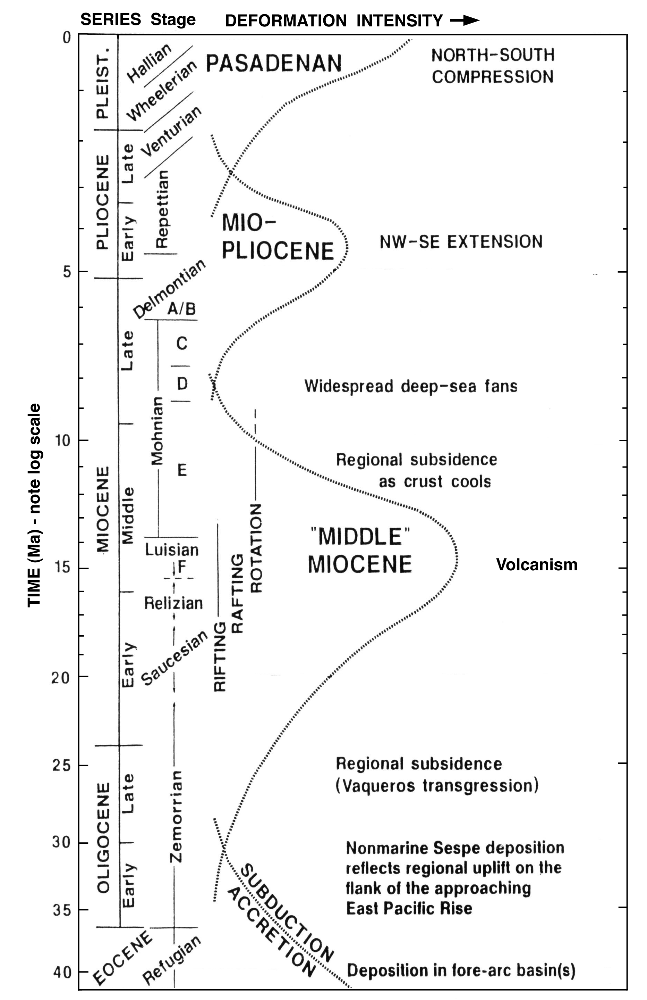 SERIES Stage DEFORMATION INTENSITY
TIME (Ma) - note log scale
0
5
10
15
20
25
30
35
40
PLEIST.
PLIOCENE
MIOCENE
OLIGOCENE
EOCENE
Late
Early
Late
Middle
Early
Late
Early
Hallian
Wheelerian
Venturian
Repettian
Delmontian
A/B
C
D
Mohnian
E
Luisian
F
Relizian
Saucesian
Zemorrian
Refugian
RIFTING
RAFTING
ROTATION
PASADENAN
NORTH-SOUTH
COMPRESSION
MIO-
PLIOCENE
NW-SE EXTENSION
Widespread deep-sea fans
Regional subsidence
as crust cools
"MIDDLE"
MIOCENE
Volcanism
Regional subsidence
(Vaqueros transgression)
Nonmarine Sespe deposition
reflects regional uplift on the
flank of the approaching
East Pacific Rise
SUBDUCTION
ACCRETION
Deposition in fore-arc basin(s)